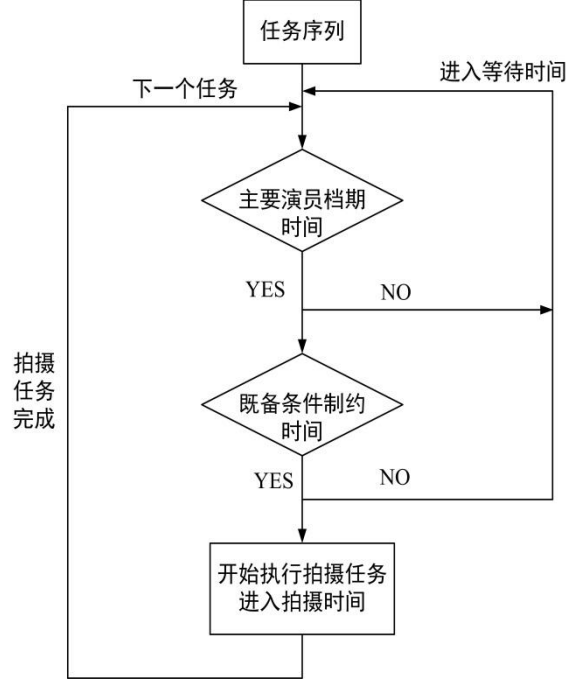 任务序列
下一个任务
进入等待时间
主要演员档期
时间
YES
NO
拍摄
任务
完成
既备条件制约
时间
YES
NO
开始执行拍摄任务
进入拍摄时间